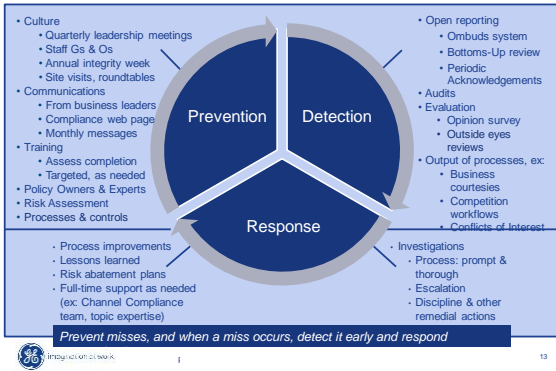 • Culture
• Quarterly leadership meetings
• Staff Gs & Os
• Annual integrity week
• Site visits, roundtables
• Communications
• From business leaders
• Compliance web page
• Monthly messages
• Training
• Assess completion
• Targeted, as needed
• Policy Owners & Experts
• Risk Assessment
• Processes & controls
Prevention
Detection
Response
• Open reporting
• Ombuds system
• Bottoms-Up review
• Periodic
Acknowledgements
• Audits
• Evaluation
• Opinion survey
• Outside eyes
reviews
• Output of processes, ex:
• Business
courtesies
• Competition
workflows
• Conflicts of Interest
• Process improvements
• Lessons learned
• Risk abatement plans
• Full-time support as needed
(ex: Channel Compliance
team, topic expertise)
• Investigations
• Process: prompt &
thorough
• Escalation
• Discipline & other
remedial actions
Prevent misses, and when a miss occurs, detect it early and respond
imagination at work
13